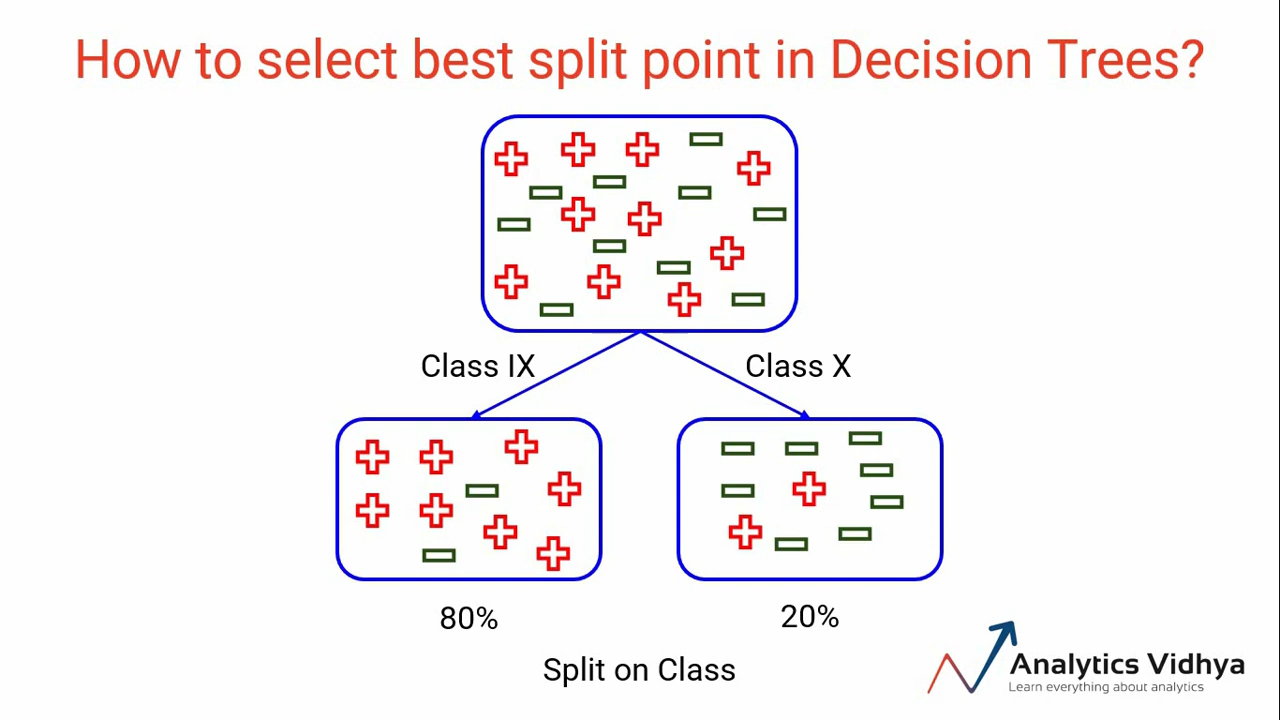 How to select best split point in Decision Trees?
Class IX
Class X
80%
20%
Split on Class
Analytics Vidhya
Learn everything about analytics